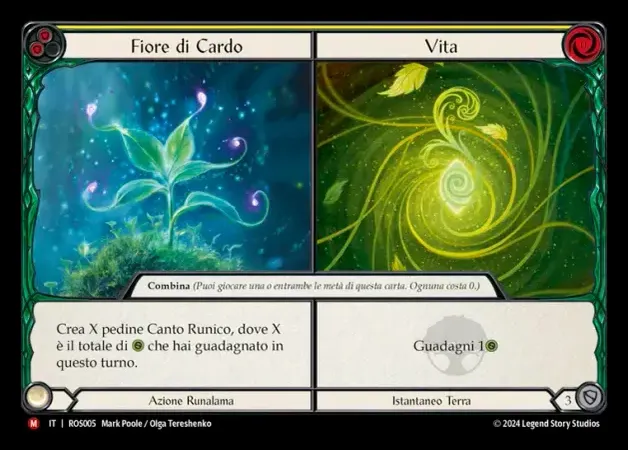 Fiore di Cardo
Vita
Combina (Puoi giocare una o entrambe le metà di questa carta. Ognuna costa 0.)
Crea X pedine Canto Runico, dove X
è il totale di che hai guadagnato in
questo turno.
Guadagni 1
Azione Runalama
Istantaneo Terra
3
M IT | ROS005 Mark Poole / Olga Tereshenko
© 2024 Legend Story Studios